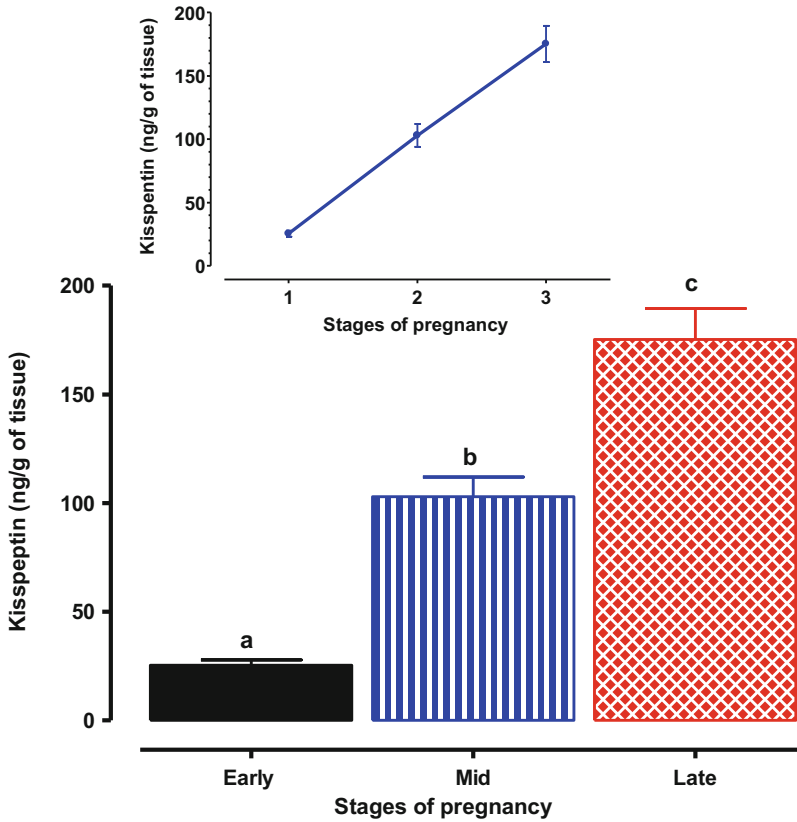 200
150
100
50
0
Kisspentin (ng/g of tissue)
1 2 3
Stages of pregnancy
200
150
100
50
0
Kisspeptin (ng/g of tissue)
a
b
c
Early Mid Late
Stages of pregnancy